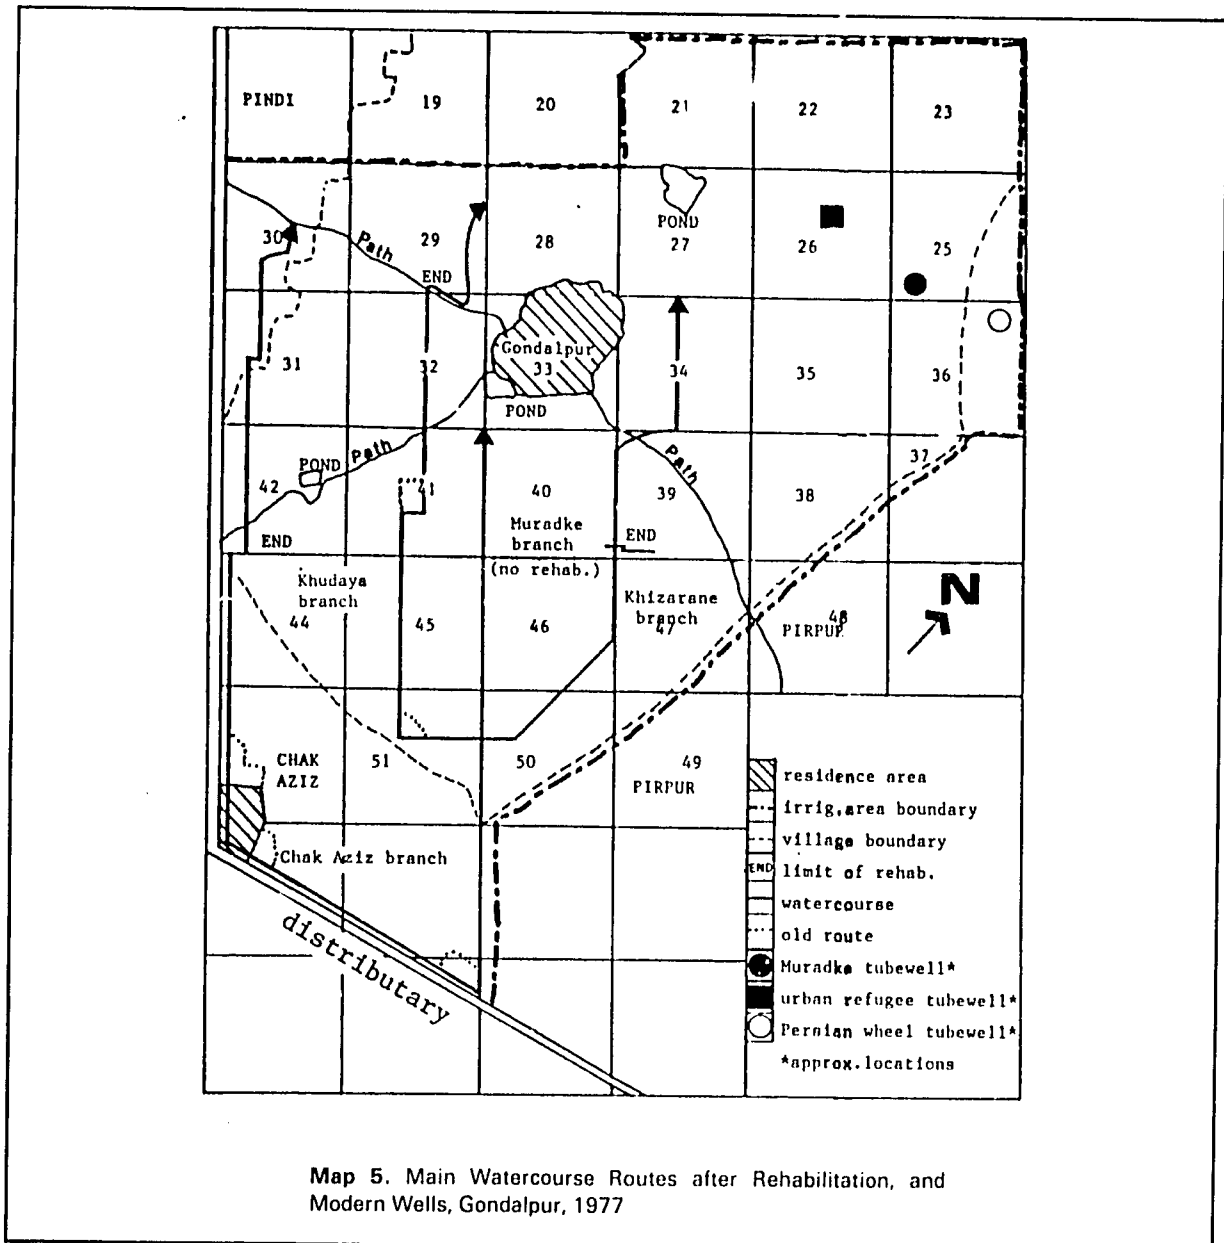 PINDI
19
20
21
22
23
POND
30
Path
29
28
27
26
25
END
Gondalpur
31
32
33
34
35
36
POND
Path
POND
37
42
41
40
39
Path
38
Muradke
branch
(no rehab.)
END
END
Khudaya
branch
Khizarane
branch
N
44
45
46
47
48
PIRPUR
CHAK
AZIZ
51
50
49
PIRPUR
Chak Aziz branch
distributary
residence area
irrig.area boundary
village boundary
END limit of rehab.
watercourse
old route
Muradke tubewell*
urban refugee tubewell*
Persian wheel tubewell*
*approx.locations
Map 5. Main Watercourse Routes after Rehabilitation, and
Modern Wells, Gondalpur, 1977